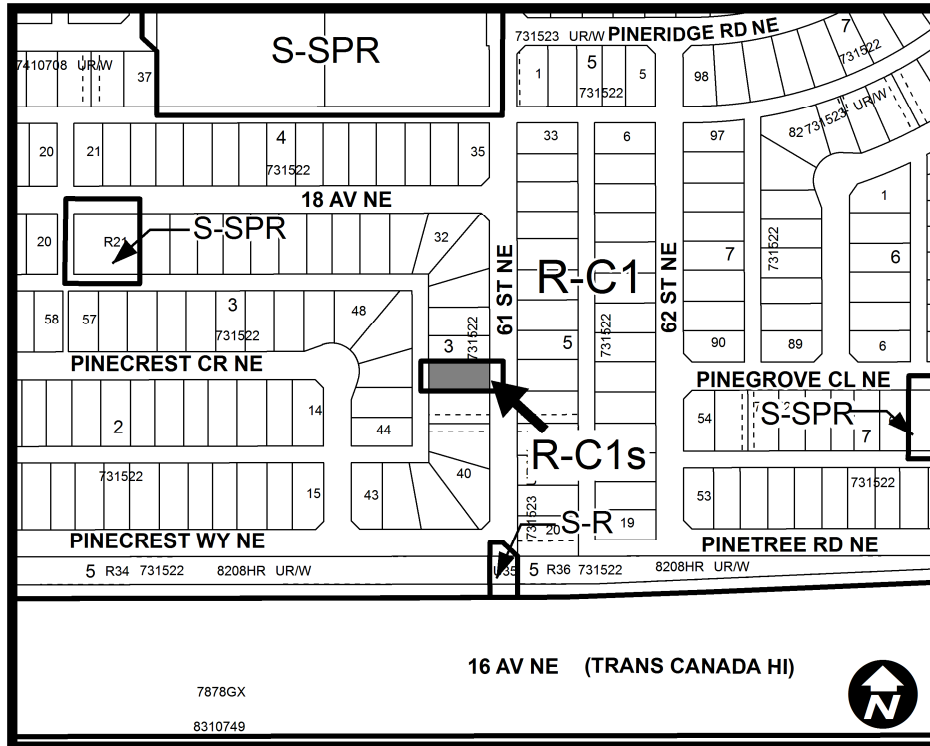 731523 UR/W PINERIDGE RD NE
7
731522
S-SPR
7410708 UR/W
37
1
5
5
731522
98
731523 UR/W
20
21
4
731522
35
33
6
97
82
18 AV NE
1
20
R21
S-SPR
32
61 ST NE
R-C1
62 ST NE
7
731522
6
58
57
3
731522
48
3
731522
5
731522
90
89
6
PINECREST CR NE
PINEGROVE CL NE
14
2
44
R-C1s
54
S-SPR
7
731522
15
43
40
53
731522
731523
20
19
S-R
PINECREST WY NE
PINETREE RD NE
5 R34 731522 8208HR UR/W
U35
5 R36 731522 8208HR UR/W
16 AV NE (TRANS CANADA HI)
7878GX
8310749
N